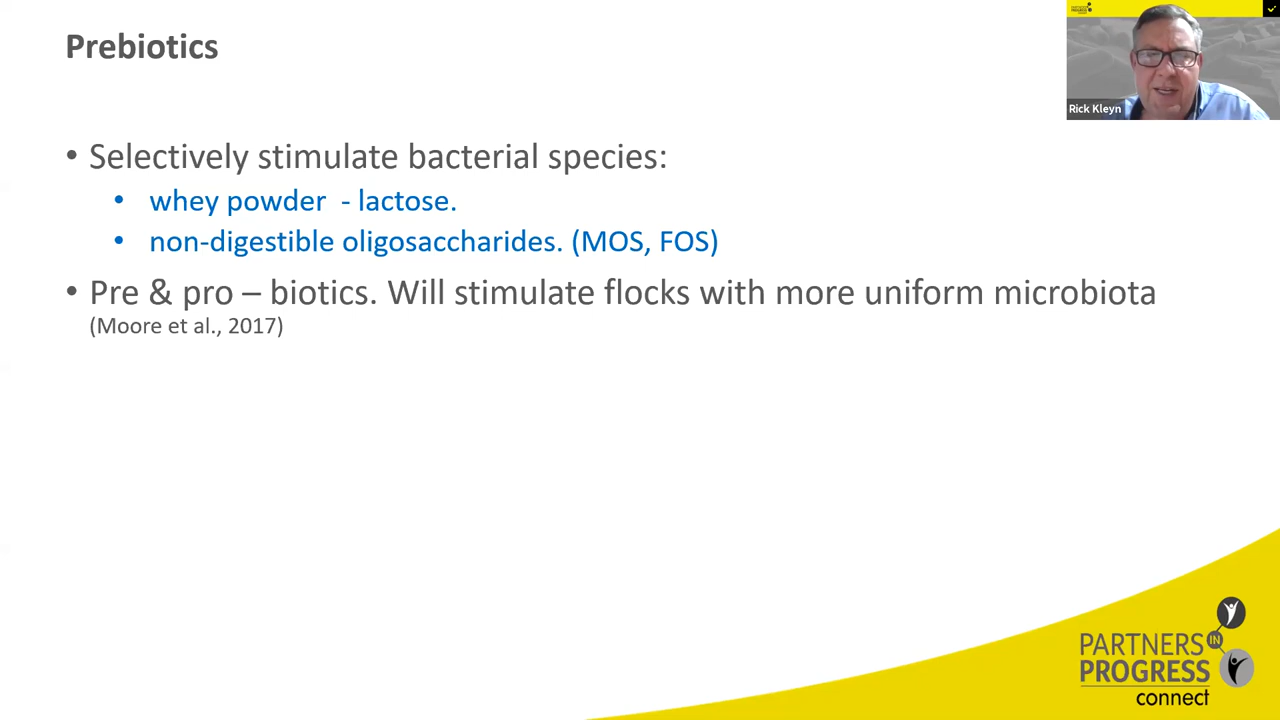 Prebiotics
Rick Kleyn
• Selectively stimulate bacterial species:
• whey powder - lactose.
• non-digestible oligosaccharides. (MOS, FOS)
• Pre & pro – biotics. Will stimulate flocks with more uniform microbiota
(Moore et al., 2017)
PARTNERS IN
PROGRESS
connect